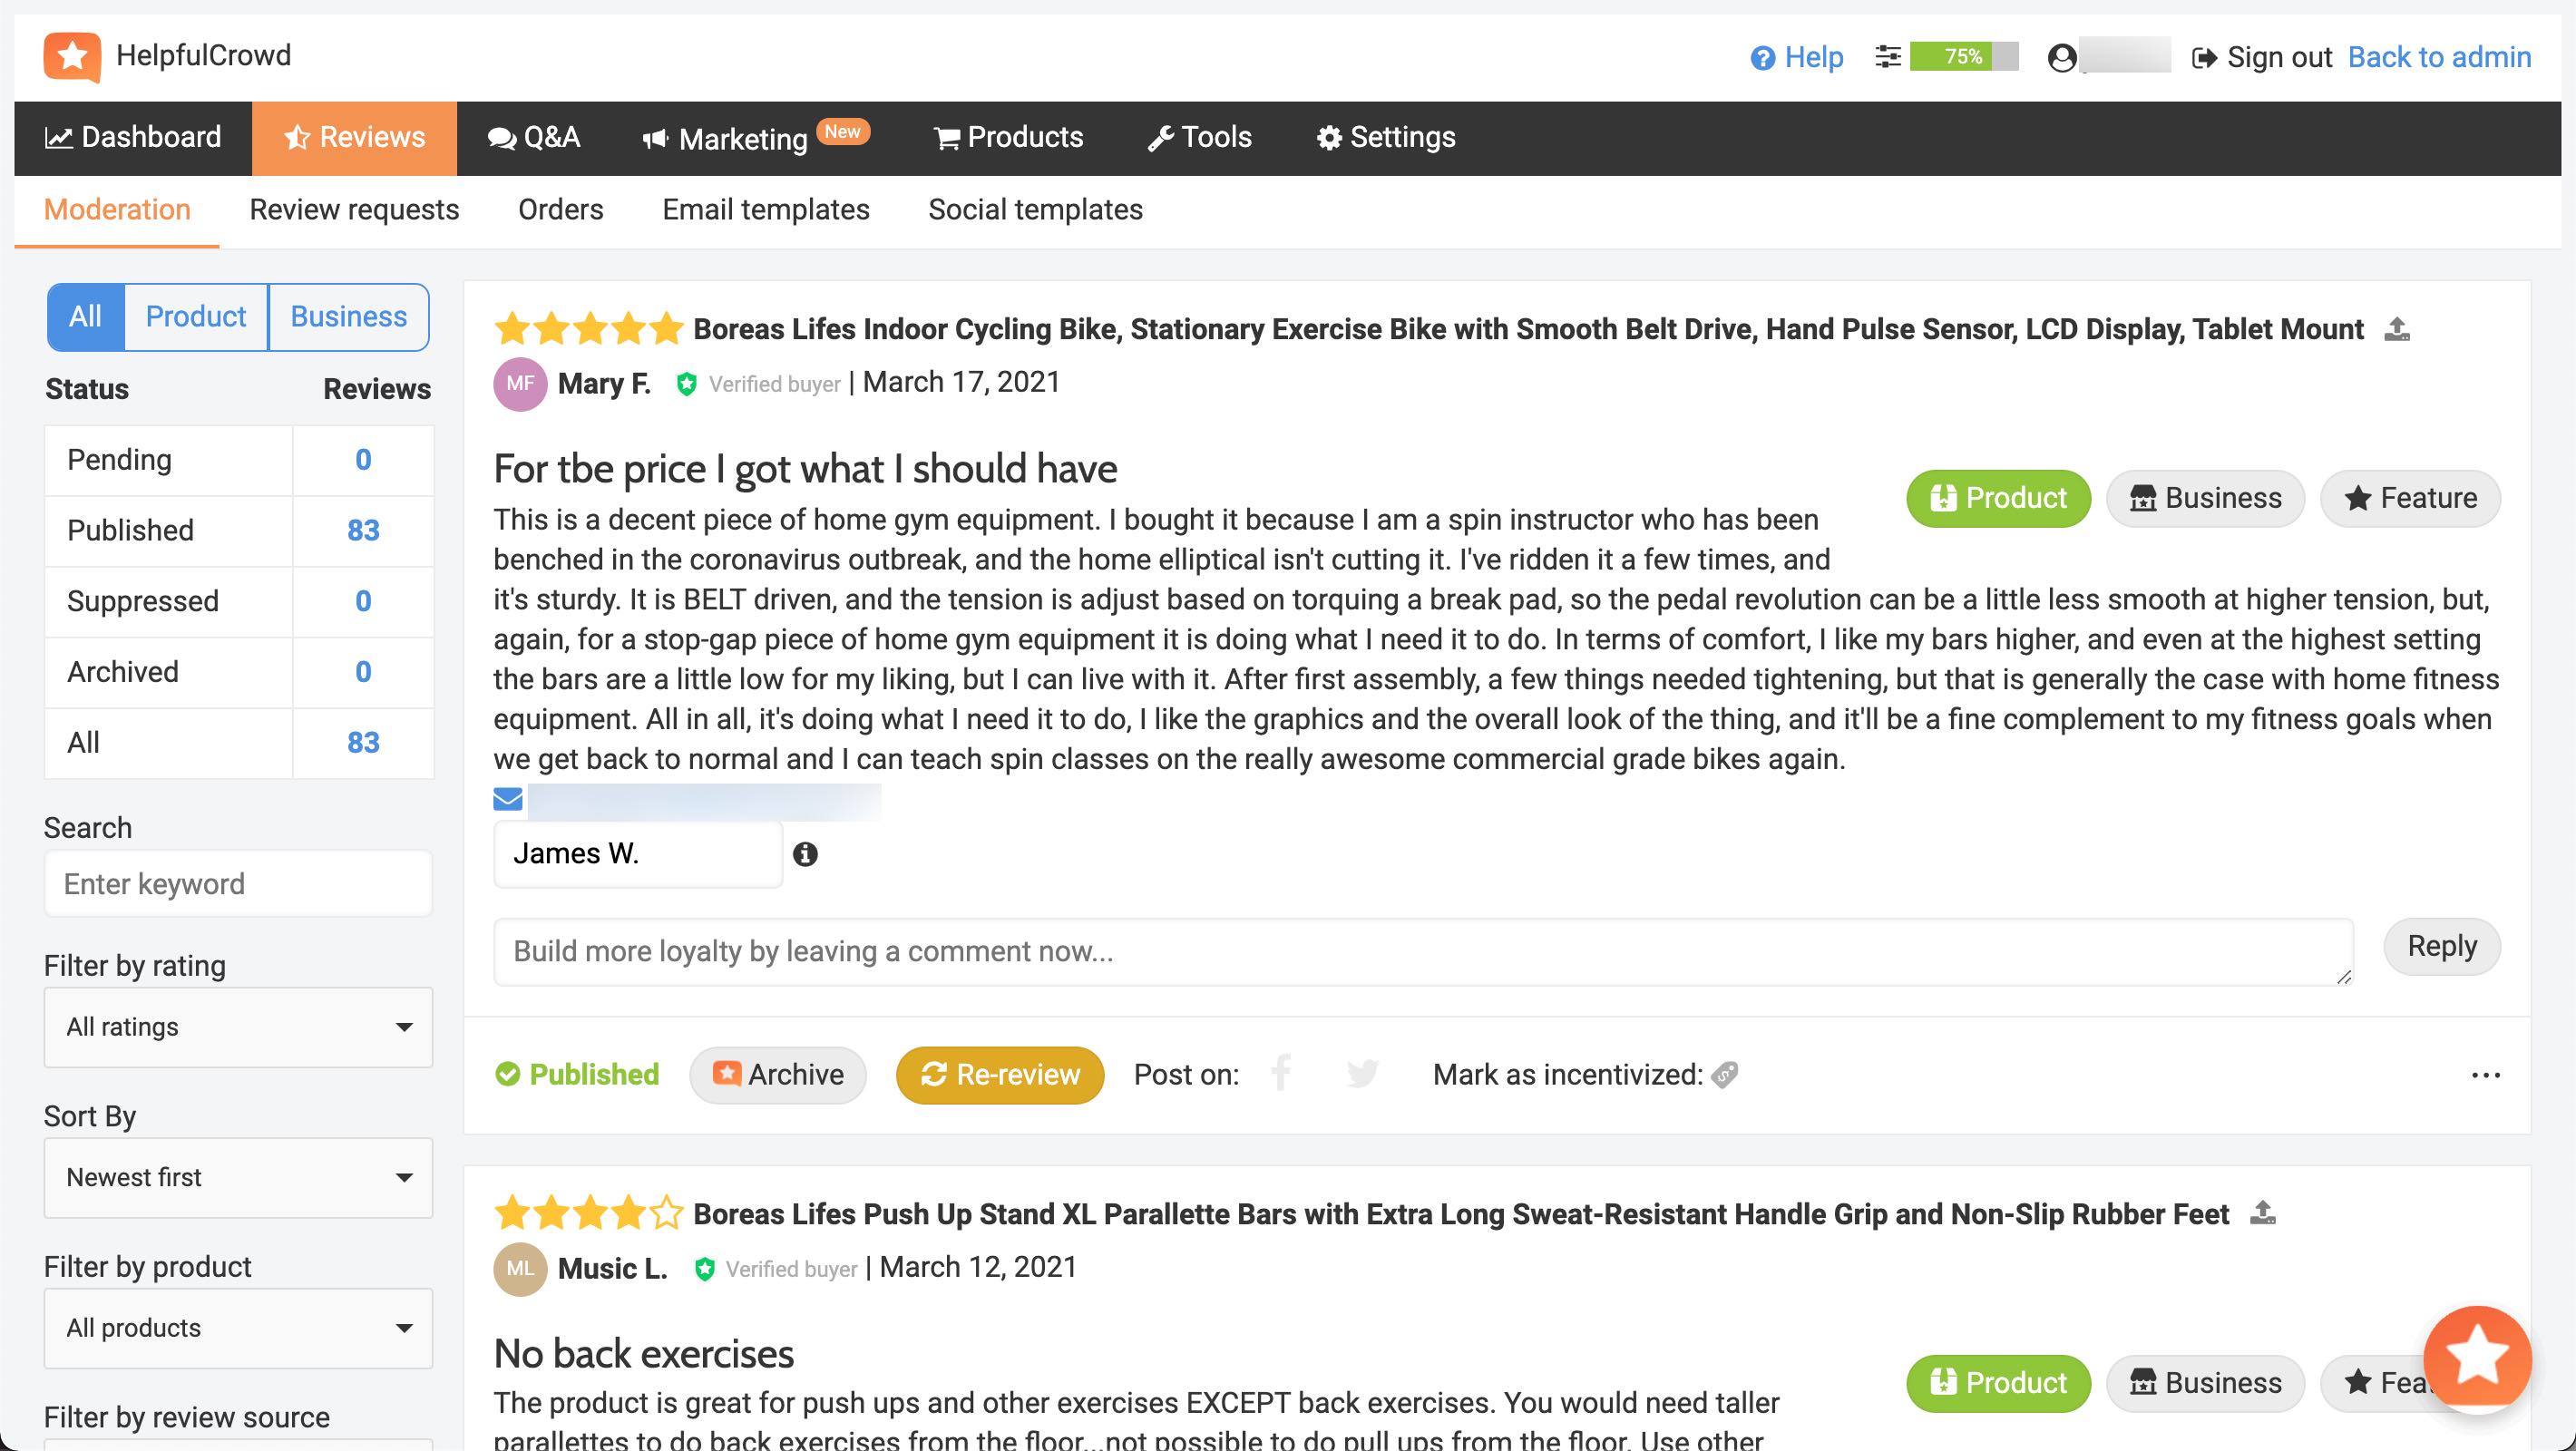 HelpfulCrowd
Help 75% Sign out Back to admin
Dashboard Reviews Q&A Marketing New Products Tools Settings
Moderation Review requests Orders Email templates Social templates
All Product Business
Status Reviews
Pending 0
Published 83
Suppressed 0
Archived 0
All 83
Search
Enter keyword
Filter by rating
All ratings
Sort By
Newest first
Filter by product
All products
Filter by review source
Boreas Lifes Indoor Cycling Bike, Stationary Exercise Bike with Smooth Belt Drive, Hand Pulse Sensor, LCD Display, Tablet Mount
MF Mary F. Verified buyer | March 17, 2021
For tbe price I got what I should have
Product Business Feature
This is a decent piece of home gym equipment. I bought it because I am a spin instructor who has been
benched in the coronavirus outbreak, and the home elliptical isn't cutting it. I've ridden it a few times, and
it's sturdy. It is BELT driven, and the tension is adjust based on torquing a break pad, so the pedal revolution can be a little less smooth at higher tension, but,
again, for a stop-gap piece of home gym equipment it is doing what I need it to do. In terms of comfort, I like my bars higher, and even at the highest setting
the bars are a little low for my liking, but I can live with it. After first assembly, a few things needed tightening, but that is generally the case with home fitness
equipment. All in all, it's doing what I need it to do, I like the graphics and the overall look of the thing, and it'll be a fine complement to my fitness goals when
we get back to normal and I can teach spin classes on the really awesome commercial grade bikes again.
James W.
Build more loyalty by leaving a comment now...
Reply
Published Archive Re-review Post on: Mark as incentivized: ...
Boreas Lifes Push Up Stand XL Parallette Bars with Extra Long Sweat-Resistant Handle Grip and Non-Slip Rubber Feet
ML Music L. Verified buyer | March 12, 2021
No back exercises
Product Business Fea
The product is great for push ups and other exercises EXCEPT back exercises. You would need taller
parallettes to do back exercises from the floor...not possible to do pull ups from the floor. Use other